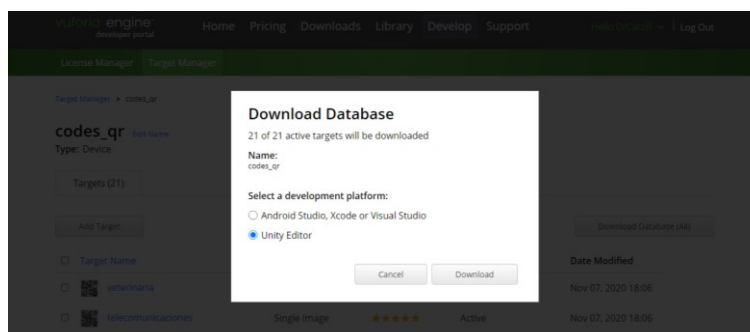 vuforia engine
developer portal
Home Pricing Downloads Library Develop Support
Log Out
License Manager Target Manager
Target Manager > codes_qr
codes_qr Edit Name
Type: Device
Targets (21)
Add Target
Download Database (All)
Target Name
Date Modified
veterinaria
Nov 07, 2020 18:06
telecomunicaciones Single Image Active Nov 07, 2020 18:06
Download Database
21 of 21 active targets will be downloaded
Name:
codes_qr
Select a development platform:
Android Studio, Xcode or Visual Studio
Unity Editor
Cancel Download